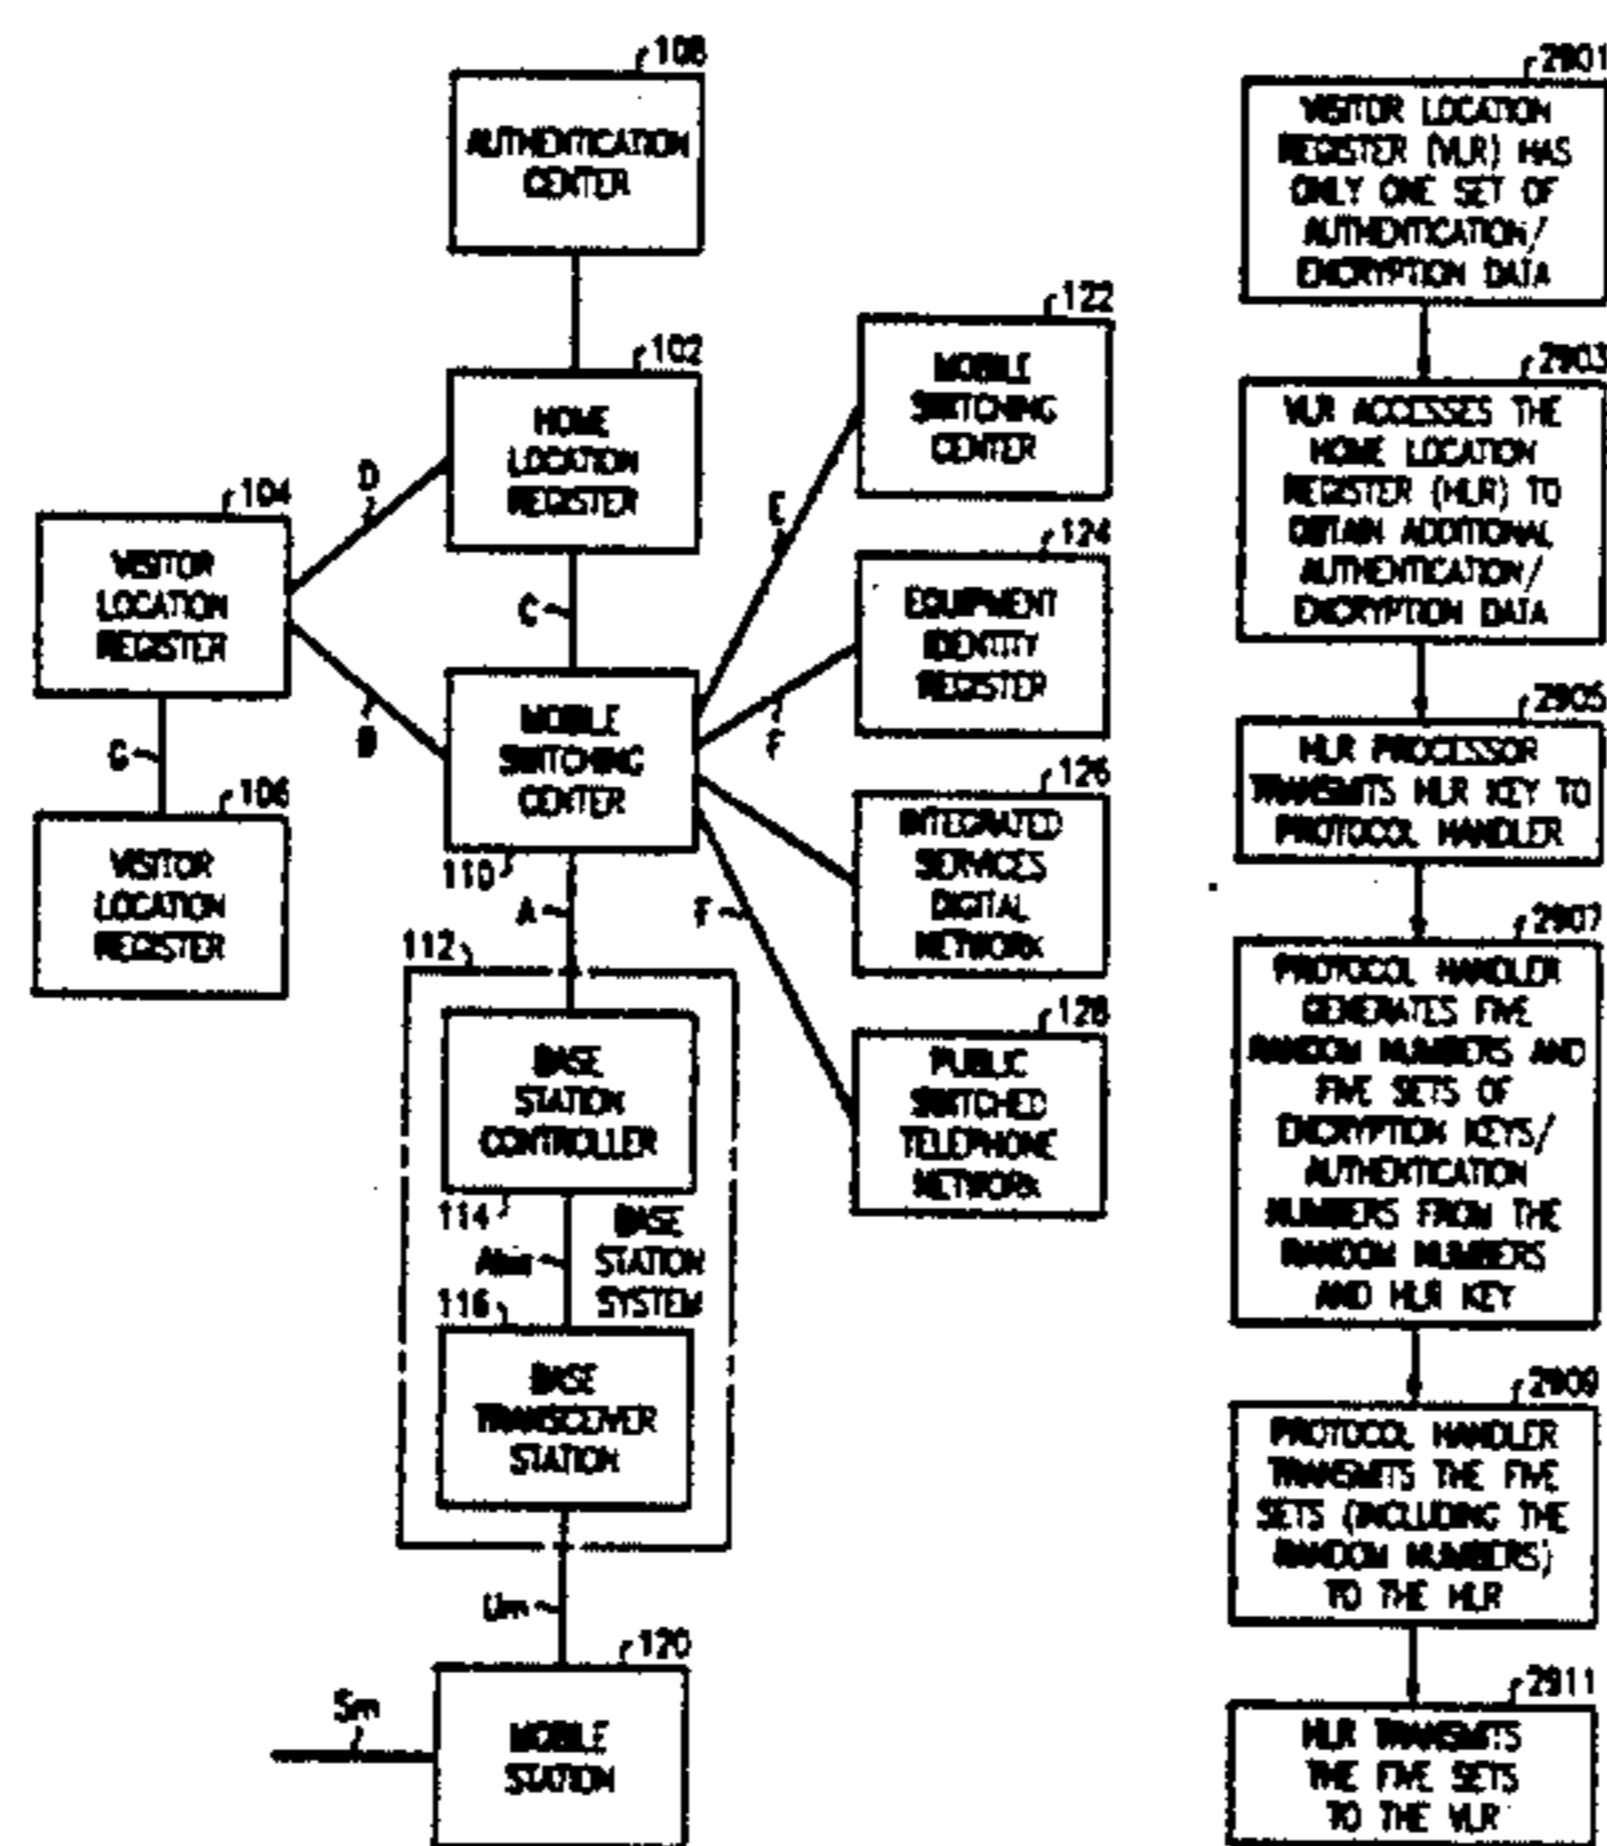 108
AUTHENTICATION
CENTER
102
HOME
LOCATION
REGISTER
D
104
VISITOR
LOCATION
REGISTER
C
B
G
106
VISITOR
LOCATION
REGISTER
MOBILE
SWITCHING
CENTER
110
122
MOBILE
SWITCHING
CENTER
E
124
EQUIPMENT
IDENTITY
REGISTER
F
126
INTEGRATED
SERVICES
DIGITAL
NETWORK
F
128
PUBLIC
SWITCHED
TELEPHONE
NETWORK
A
112
BASE
STATION
CONTROLLER
114
BASE
STATION
SYSTEM
Abis
116
BASE
TRANSCEIVER
STATION
Um
120
Sm
MOBILE
STATION
2901
VISITOR LOCATION
REGISTER (VLR) HAS
ONLY ONE SET OF
AUTHENTICATION/
ENCRYPTION DATA
2903
VLR ACCESSES THE
HOME LOCATION
REGISTER (HLR) TO
OBTAIN ADDITIONAL
AUTHENTICATION/
ENCRYPTION DATA
2905
HLR PROCESSOR
TRANSMITS HLR KEY TO
PROTOCOL HANDLER
2907
PROTOCOL HANDLER
GENERATES FIVE
RANDOM NUMBERS AND
FIVE SETS OF
ENCRYPTION KEYS/
AUTHENTICATION
NUMBERS FROM THE
RANDOM NUMBERS
AND HLR KEY
2909
PROTOCOL HANDLER
TRANSMITS THE FIVE
SETS (INCLUDING THE
RANDOM NUMBERS)
TO THE HLR
2911
HLR TRANSMITS
THE FIVE SETS
TO THE VLR